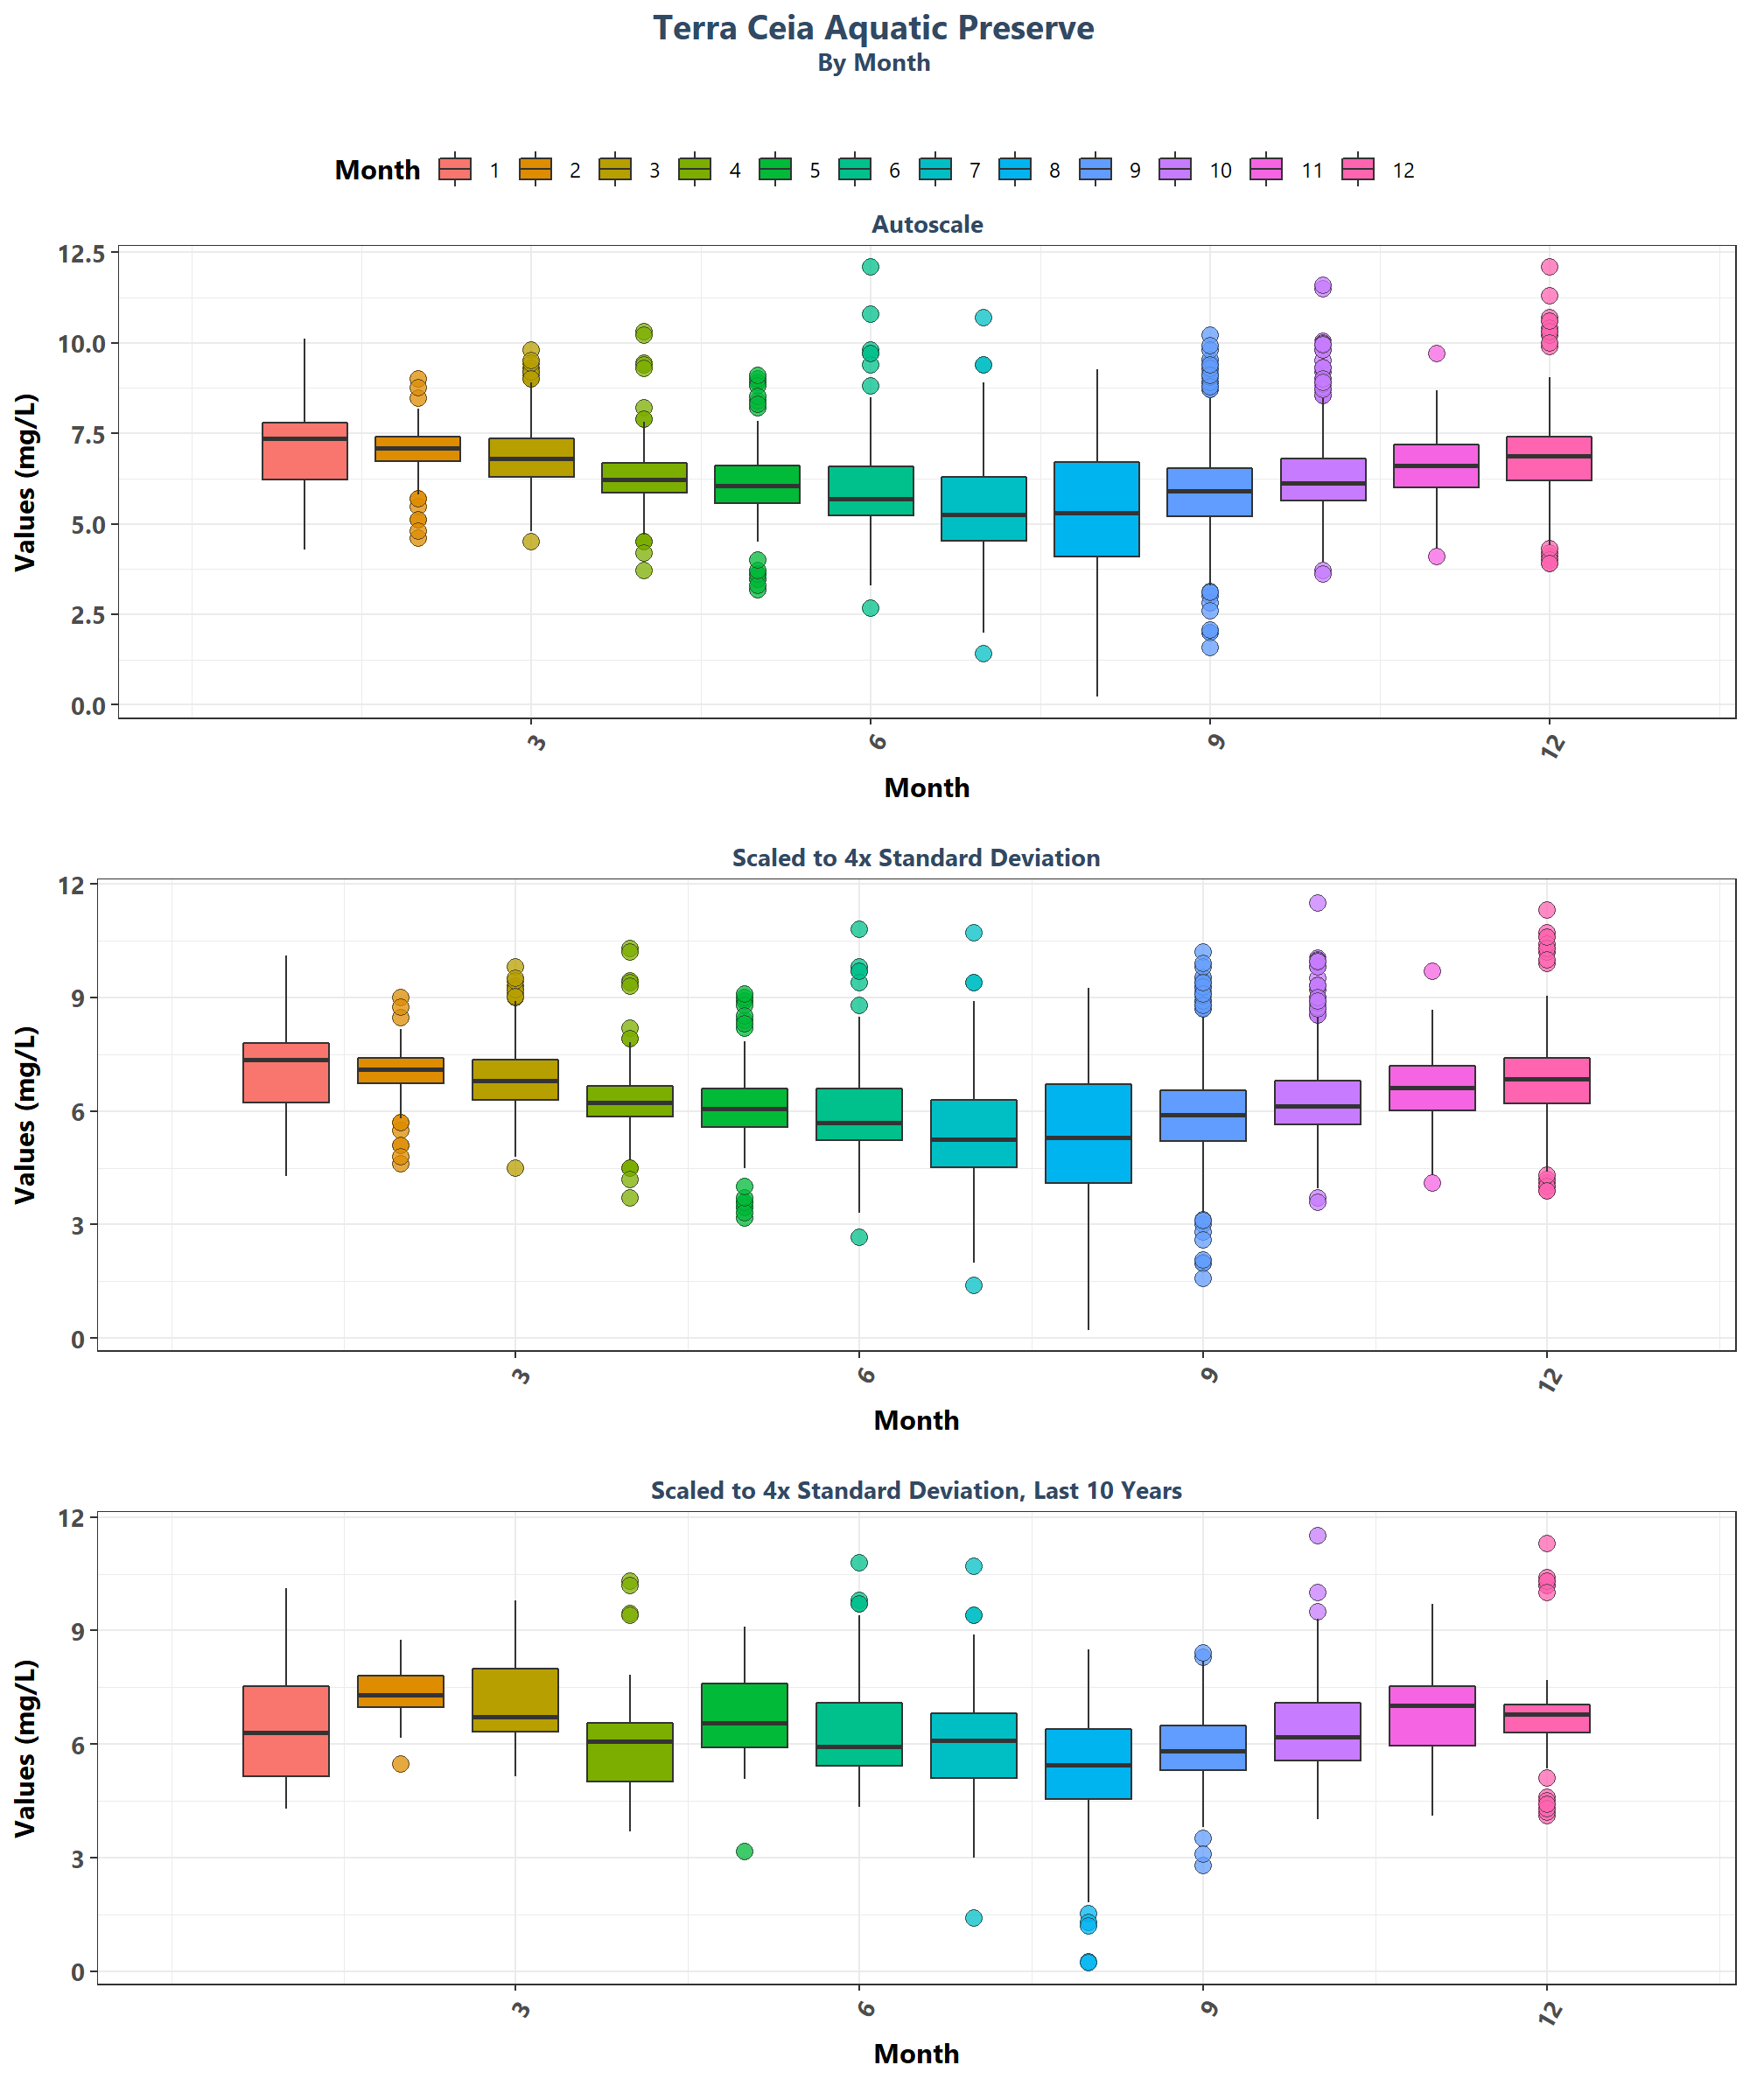 Terra Ceia Aquatic Preserve
By Month
Month 1 2 3 4 5 6 7 8 9 10 11 12
Autoscale
Values (mg/L)
12.5
10.0
7.5
5.0
2.5
0.0
3 6 9 12
Month
Scaled to 4x Standard Deviation
Values (mg/L)
12
9
6
3
0
3 6 9 12
Month
Scaled to 4x Standard Deviation, Last 10 Years
Values (mg/L)
12
9
6
3
0
3 6 9 12
Month